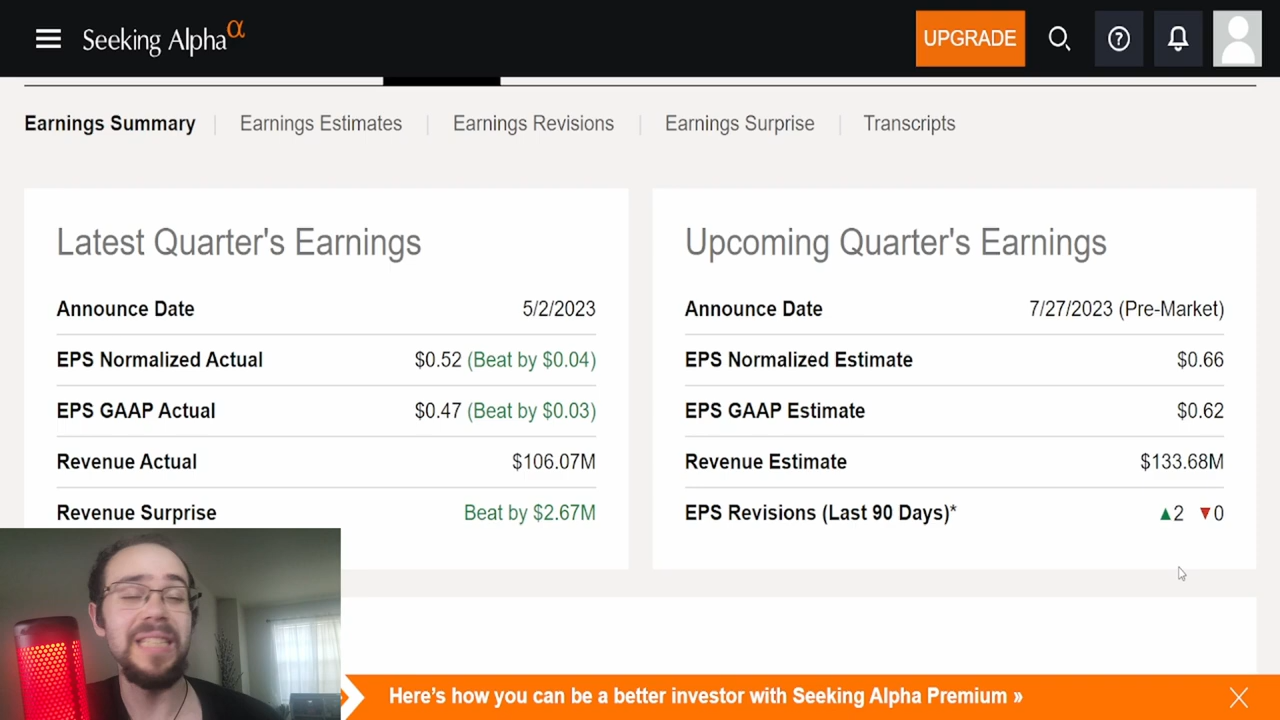 Seeking Alpha α
UPGRADE
Earnings Summary | Earnings Estimates | Earnings Revisions | Earnings Surprise | Transcripts
Latest Quarter's Earnings
Announce Date 5/2/2023
EPS Normalized Actual $0.52 (Beat by $0.04)
EPS GAAP Actual $0.47 (Beat by $0.03)
Revenue Actual $106.07M
Revenue Surprise Beat by $2.67M
Upcoming Quarter's Earnings
Announce Date 7/27/2023 (Pre-Market)
EPS Normalized Estimate $0.66
EPS GAAP Estimate $0.62
Revenue Estimate $133.68M
EPS Revisions (Last 90 Days)* ▲2 ▼0
Here's how you can be a better investor with Seeking Alpha Premium »